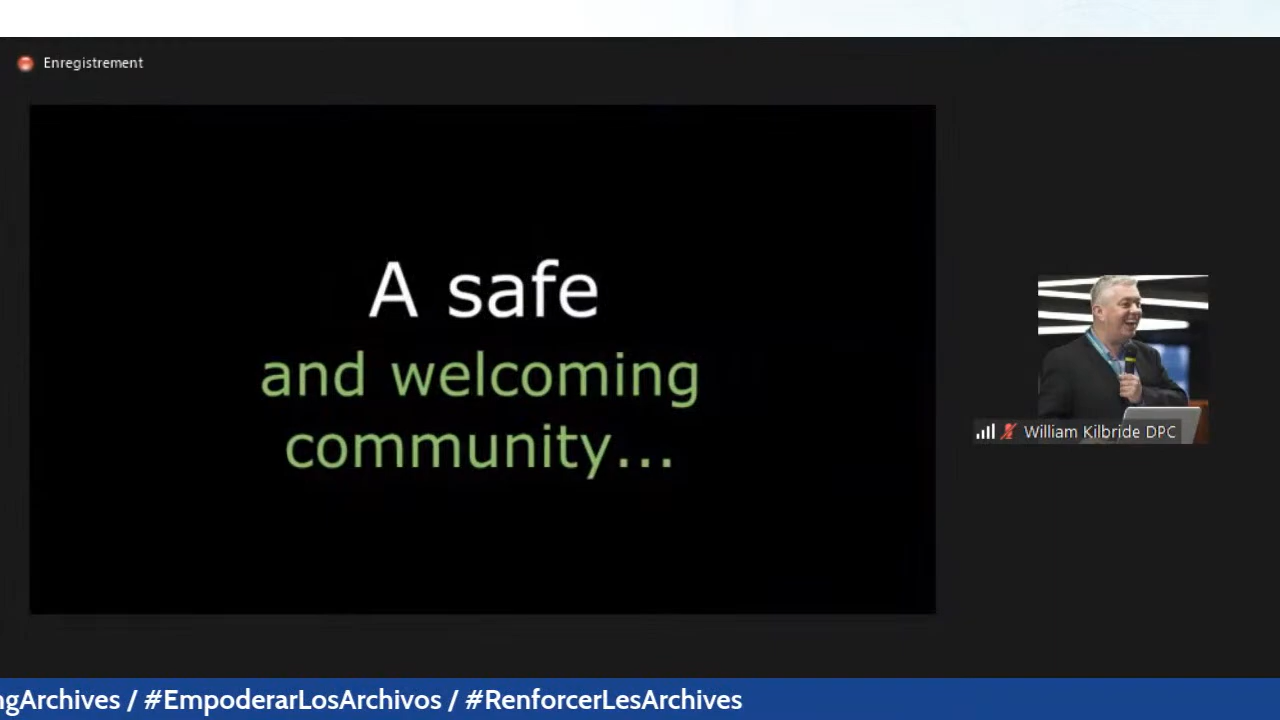 Enregistrement
A safe
and welcoming
community...
William Kilbride DPC
ngArchives / #EmpoderarLosArchivos / #RenforcerLesArchives